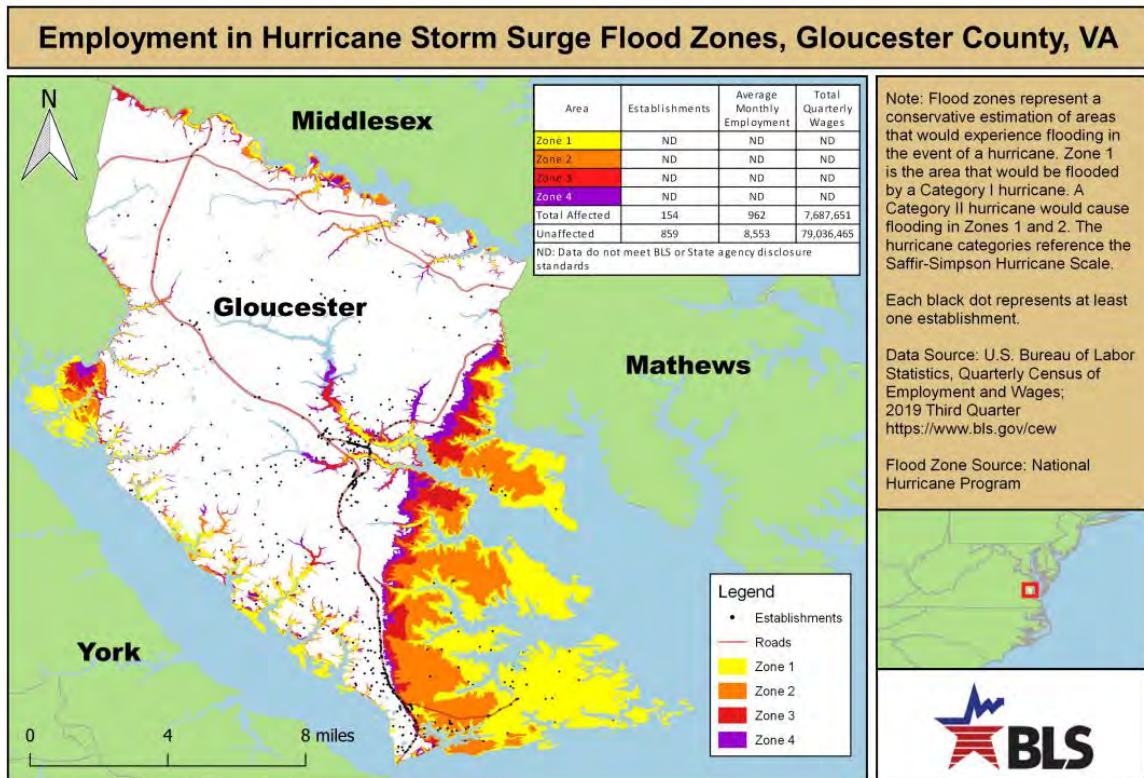 Employment in Hurricane Storm Surge Flood Zones, Gloucester County, VA
N
Middlesex
Gloucester
Mathews
York
Area Establishments Average Monthly Employment Total Quarterly Wages
Zone 1 ND ND ND
Zone 2 ND ND ND
Zone 3 ND ND ND
Zone 4 ND ND ND
Total Affected 154 962 7,687,651
Unaffected 859 8,553 79,036,465
ND: Data do not meet BLS or State agency disclosure
standards
0 4 8 miles
Legend
Establishments
Roads
Zone 1
Zone 2
Zone 3
Zone 4
Note: Flood zones represent a
conservative estimation of areas
that would experience flooding in
the event of a hurricane. Zone 1
is the area that would be flooded
by a Category I hurricane. A
Category II hurricane would cause
flooding in Zones 1 and 2. The
hurricane categories reference the
Saffir-Simpson Hurricane Scale.
Each black dot represents at least
one establishment.
Data Source: U.S. Bureau of Labor
Statistics, Quarterly Census of
Employment and Wages;
2019 Third Quarter
https://www.bls.gov/cew
Flood Zone Source: National
Hurricane Program
BLS